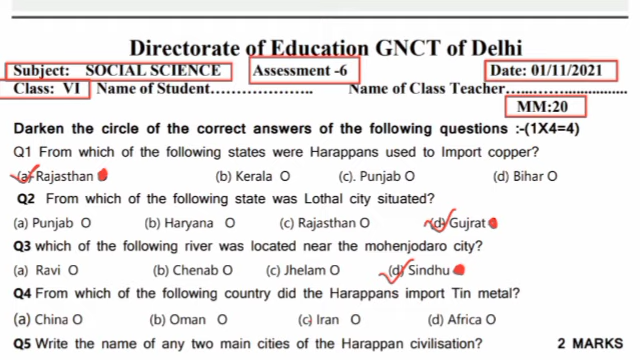 Directorate of Education GNCT of Delhi
Subject: SOCIAL SCIENCE Assessment -6 Date: 01/11/2021
Class: VI Name of Student………………….. Name of Class Teacher…...……................
MM:20
Darken the circle of the correct answers of the following questions :-(1X4=4)
Q1 From which of the following states were Harappans used to Import copper?
(a) Rajasthan (b) Kerala O (c). Punjab O (d) Bihar O
Q2 From which of the following state was Lothal city situated?
(a) Punjab O (b) Haryana O (c) Rajasthan O (d) Gujrat
Q3 which of the following river was located near the mohenjodaro city?
(a) Ravi O (b) Chenab O (c) Jhelam O (d) Sindhu
Q4 From which of the following country did the Harappans import Tin metal?
(a) China O (b) Oman O (c) Iran O (d) Africa O
Q5 Write the name of any two main cities of the Harappan civilisation? 2 MARKS